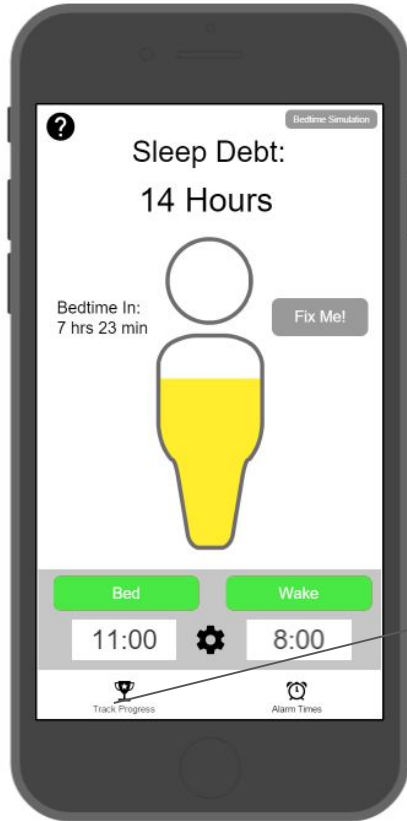 Bedtime Simulation
Sleep Debt:
14 Hours
Bedtime In:
7 hrs 23 min
Fix Me!
Bed
Wake
11:00
8:00
Track Progress
Alarm Times